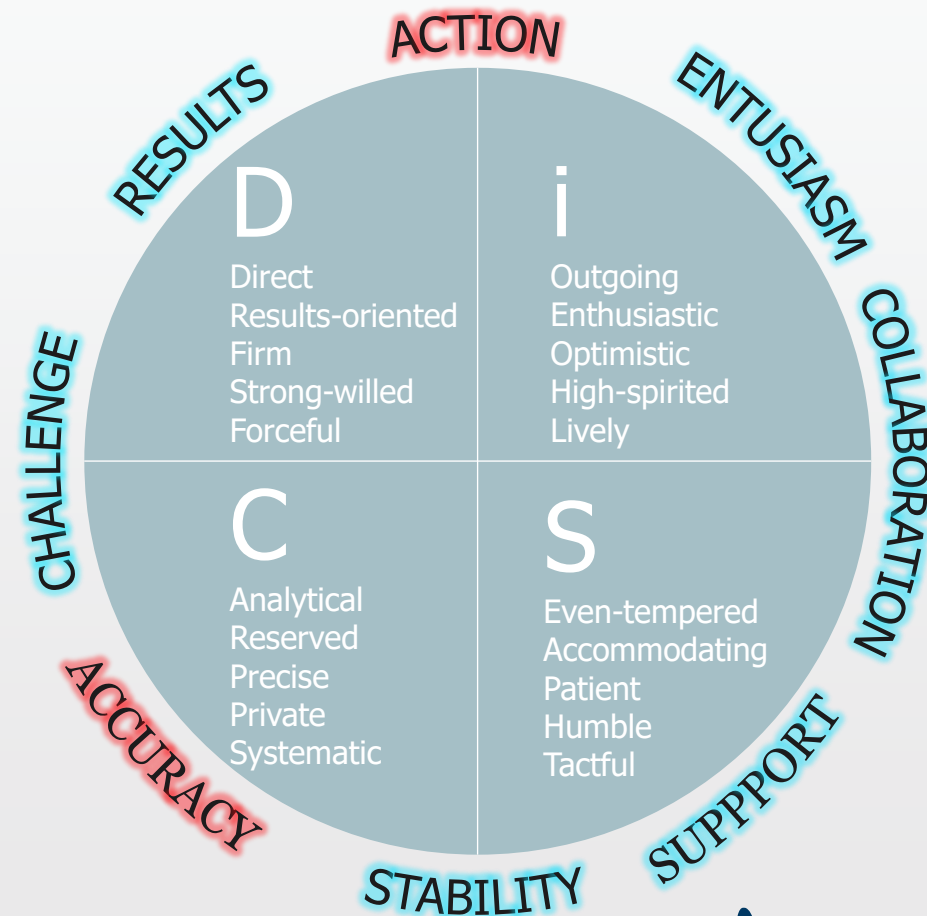 ACTION
RESULTS
ENTUSIASM
D
Direct
Results-oriented
Firm
Strong-willed
Forceful
i
Outgoing
Enthusiastic
Optimistic
High-spirited
Lively
CHALLENGE
COLLABORATION
C
Analytical
Reserved
Precise
Private
Systematic
S
Even-tempered
Accommodating
Patient
Humble
Tactful
ACCURACY
SUPPPORT
STABILITY